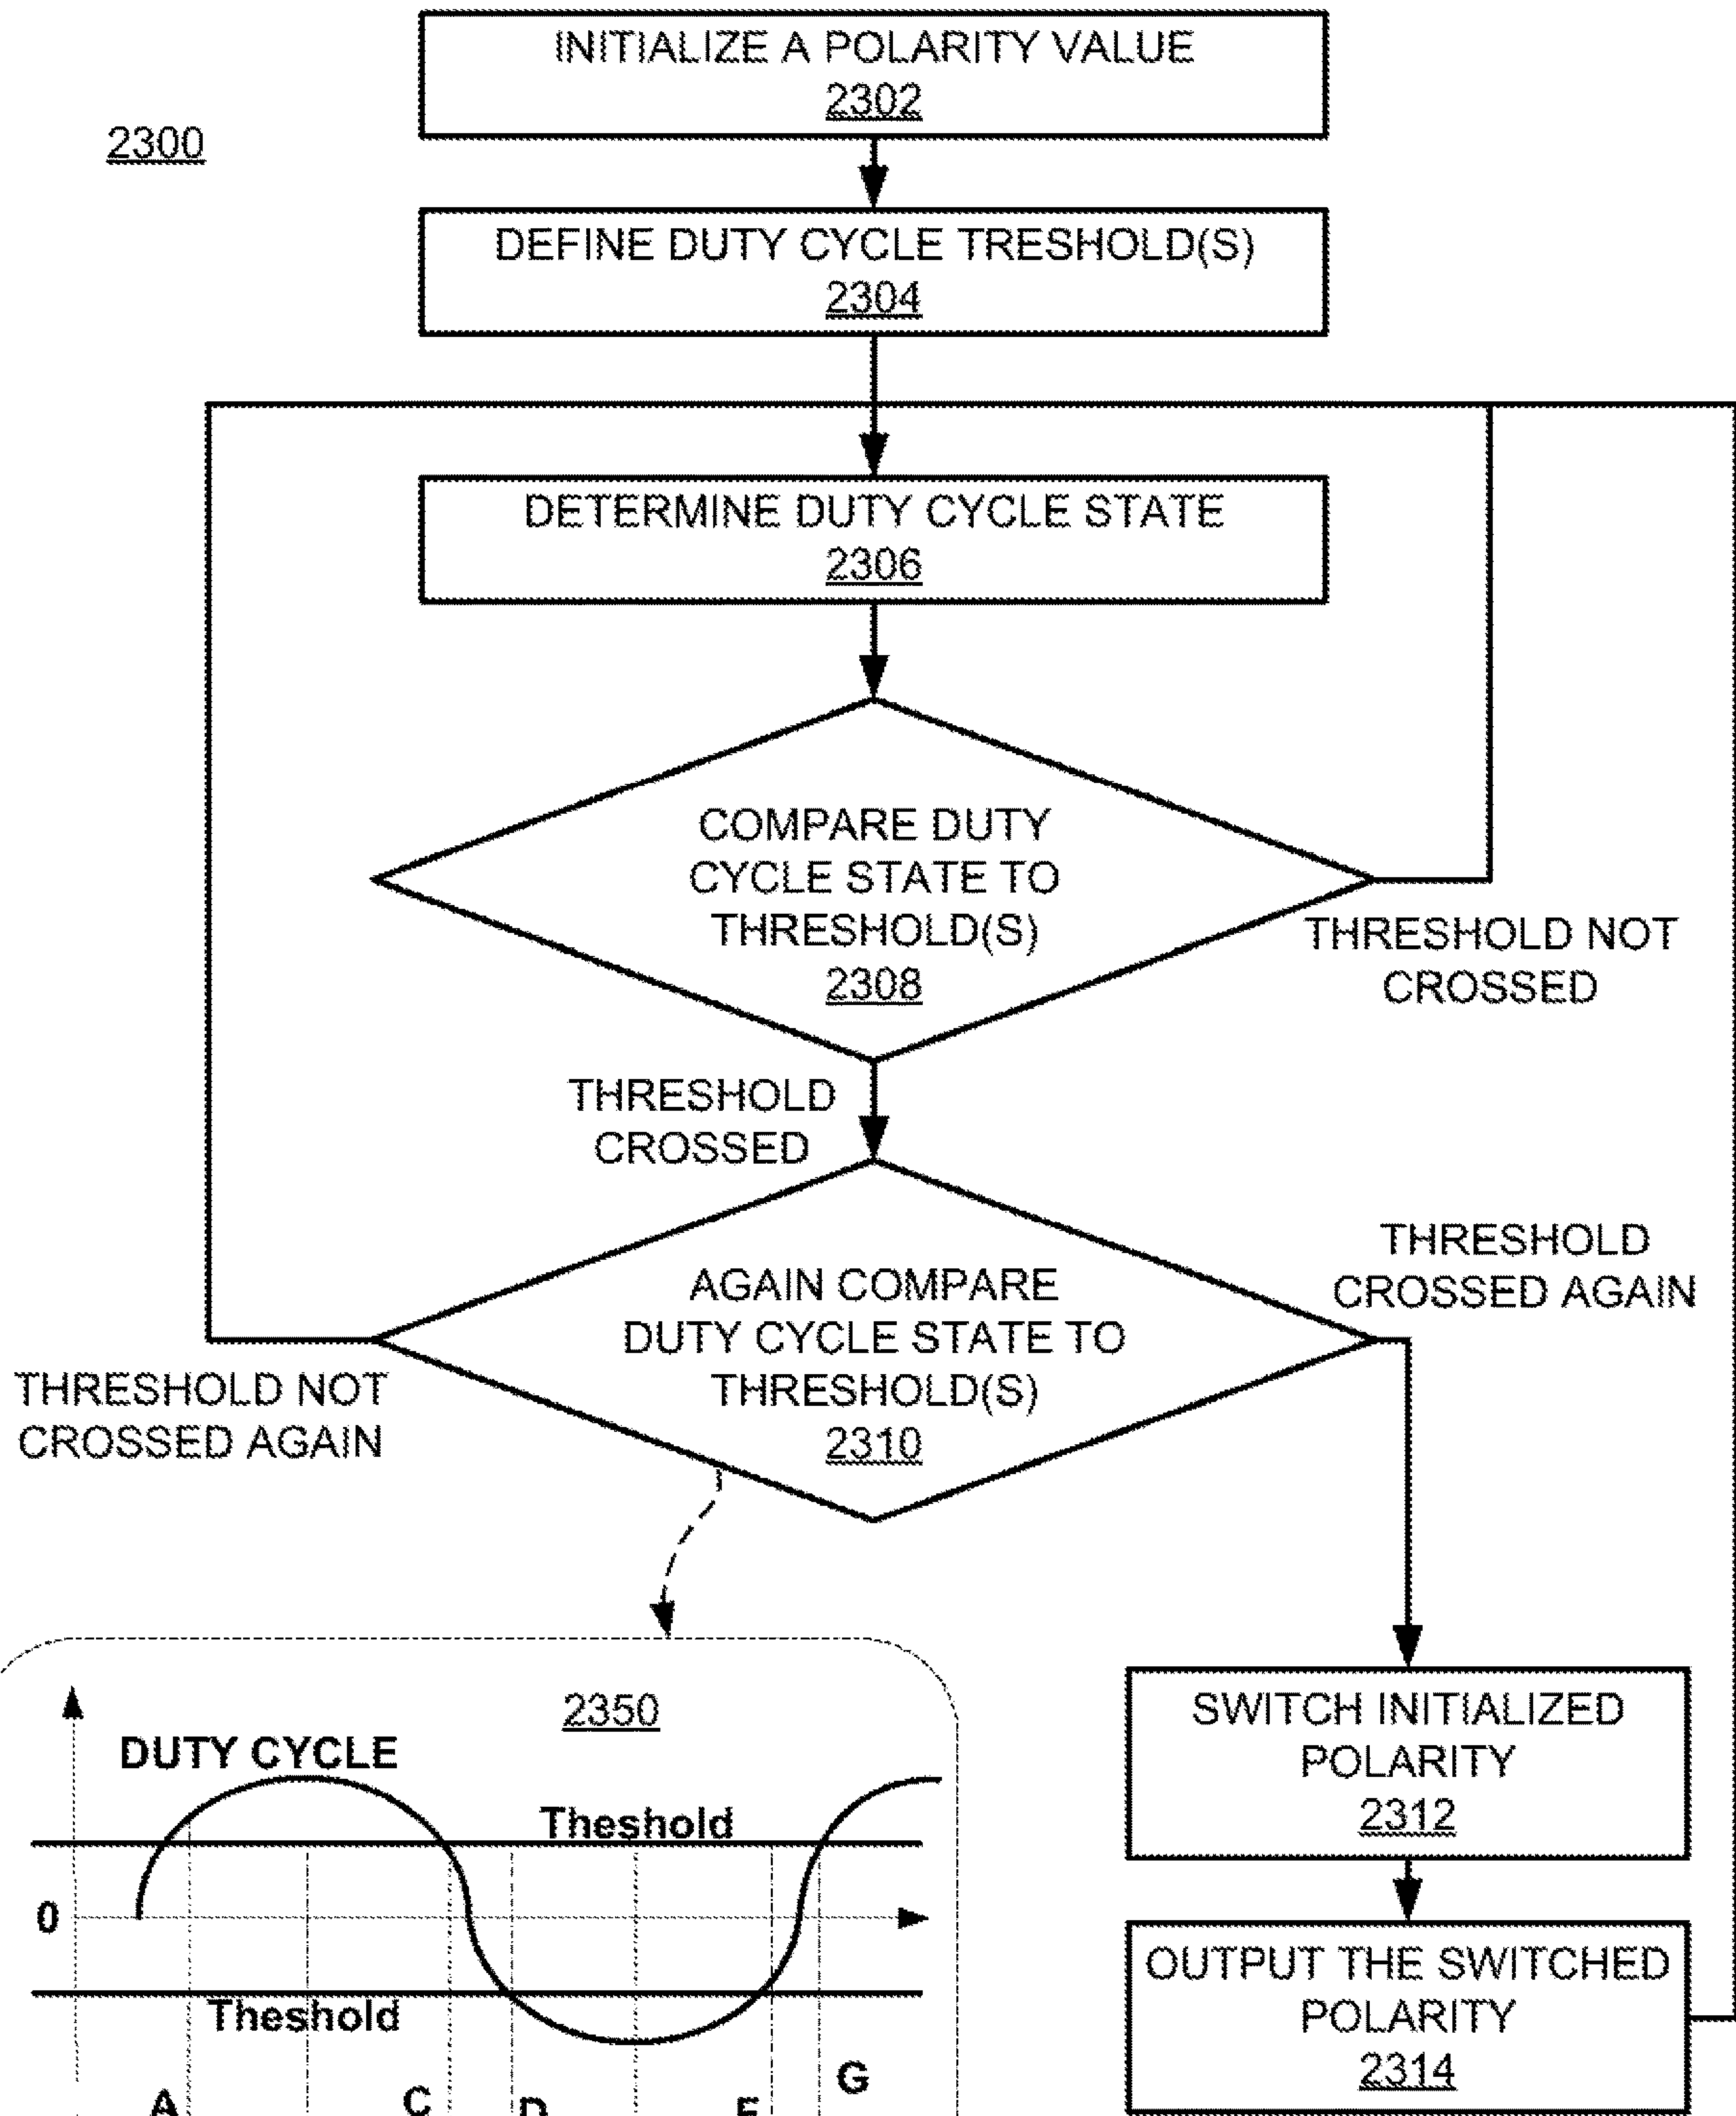 INITIALIZE A POLARITY VALUE
2302
2300
DEFINE DUTY CYCLE TRESHOLD(S)
2304
DETERMINE DUTY CYCLE STATE
2306
COMPARE DUTY
CYCLE STATE TO
THRESHOLD(S)
2308
THRESHOLD NOT
CROSSED
THRESHOLD
CROSSED
THRESHOLD
CROSSED AGAIN
AGAIN COMPARE
DUTY CYCLE STATE TO
THRESHOLD(S)
2310
THRESHOLD NOT
CROSSED AGAIN
2350
DUTY CYCLE
Theshold
0
Theshold
A
C
D
G
SWITCH INITIALIZED
POLARITY
2312
OUTPUT THE SWITCHED
POLARITY
2314